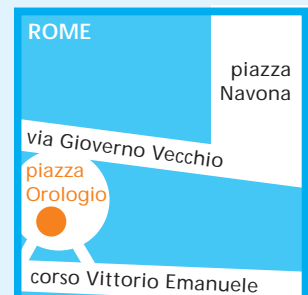 ROME
piazza
Navona
via Gioverno Vecchio
piazza
Orologio
corso Vittorio Emanuele